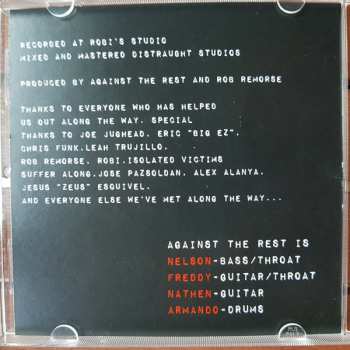 RECORDED AT ROBI'S STUDIO
MIXED AND MASTERED DISTRAUGHT STUDIOS
PRODUCED BY AGAINST THE REST AND ROB REMORSE
THANKS TO EVERYONE WHO HAS HELPED
US OUT ALONG THE WAY. SPECIAL
THANKS TO JOE JUGHEAD. ERIC "BIG EZ".
CHRIS FUNK.LEAH TRUJILLO.
ROB REMORSE. ROBI.ISOLATED VICTIMS
SUFFER ALONG.JOSE PAZSOLDAN. ALEX ALANYA.
JESUS "ZEUS" ESQUIVEL.
AND EVERYONE ELSE WE'VE MET ALONG THE WAY...
AGAINST THE REST IS
NELSON-BASS/THROAT
FREDDY-GUITAR/THROAT
NATHEN-GUITAR
ARMANDO-DRUMS